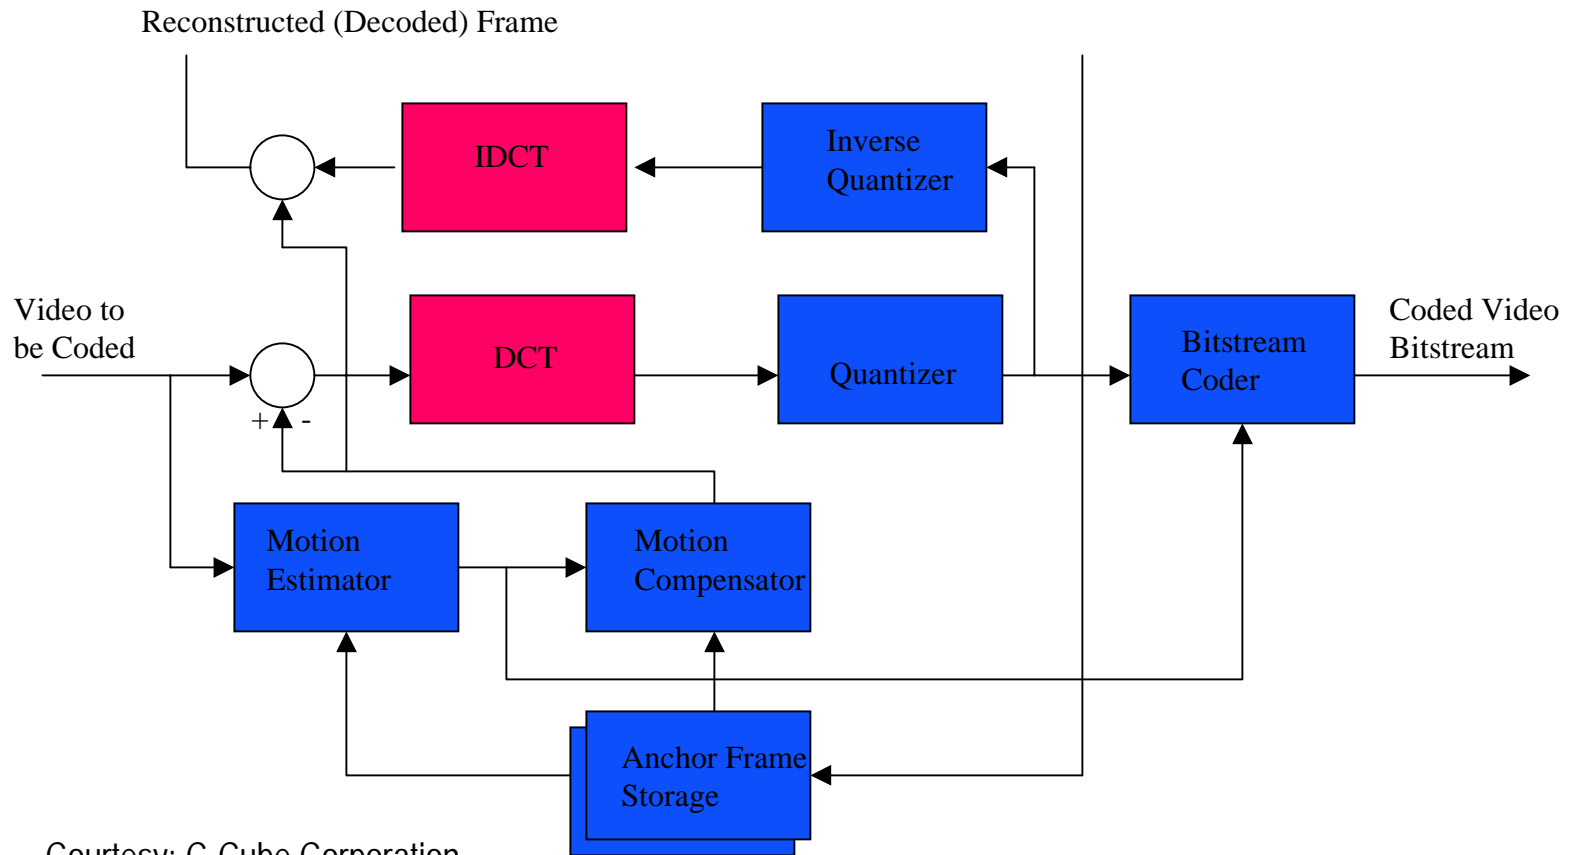 Reconstructed (Decoded) Frame
IDCT
Inverse
Quantizer
Video to
be Coded
DCT
Quantizer
Bitstream
Coder
Coded Video
Bitstream
+ -
Motion
Estimator
Motion
Compensator
Anchor Frame
Storage
Courtesy: C-Cube Corporation